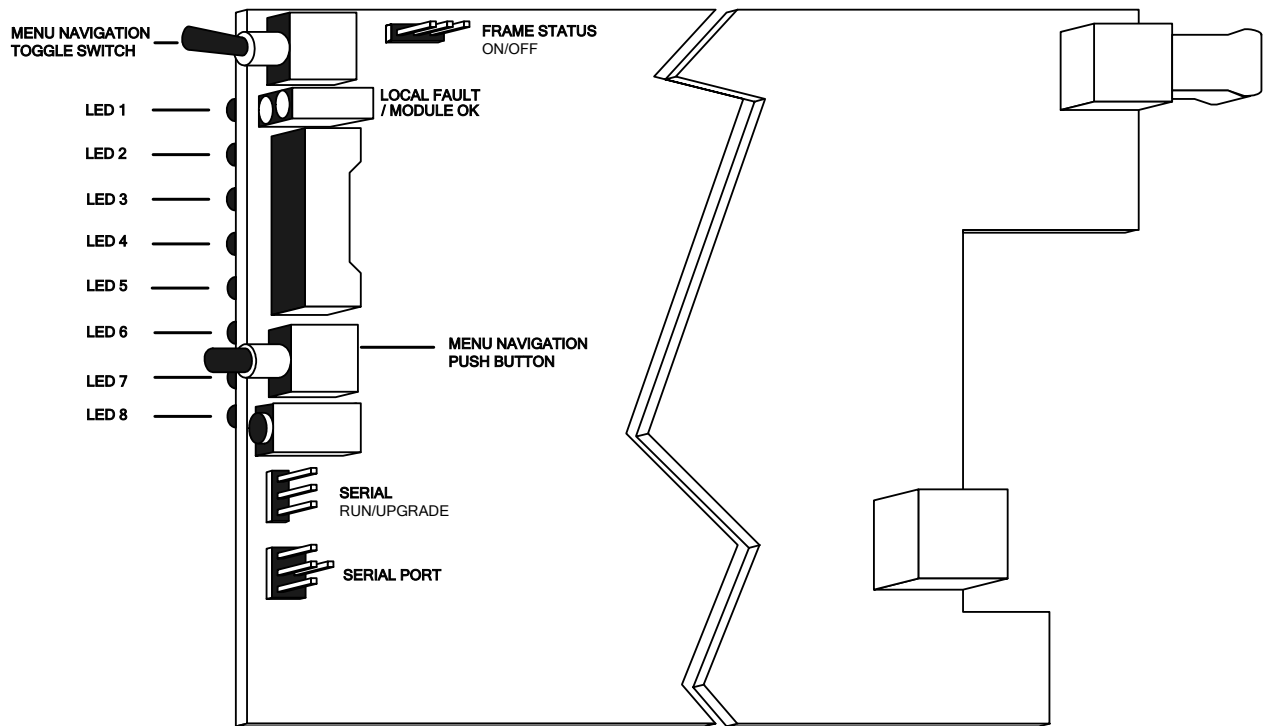 MENU NAVIGATION
TOGGLE SWITCH
FRAME STATUS
ON/OFF
LOCAL FAULT
/ MODULE OK
LED 1
LED 2
LED 3
LED 4
LED 5
LED 6
MENU NAVIGATION
PUSH BUTTON
LED 7
LED 8
SERIAL
RUN/UPGRADE
SERIAL PORT